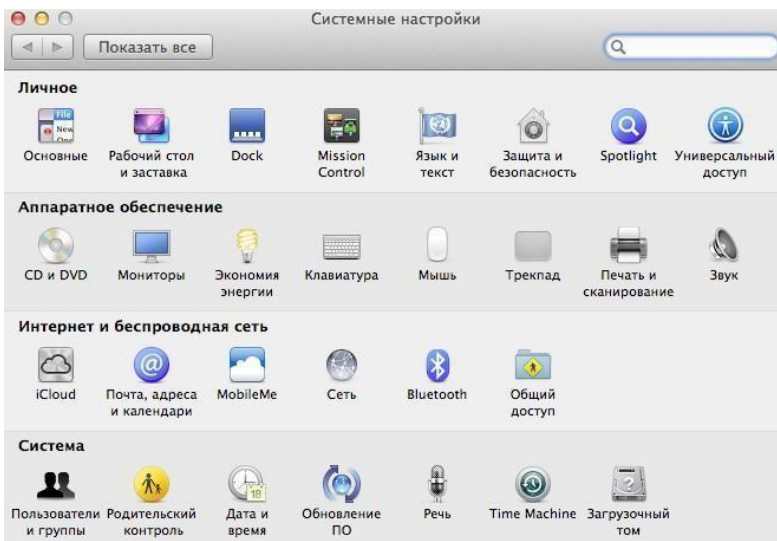 Системные настройки
Показать все
Личное
Основные
Рабочий стол
и заставка
Dock
Mission
Control
Язык и
текст
Защита и
безопасность
Spotlight
Универсальный
доступ
Аппаратное обеспечение
CD и DVD
Мониторы
Экономия
энергии
Клавиатура
Мышь
Трекпад
Печать и
сканирование
Звук
Интернет и беспроводная сеть
iCloud
Почта, адреса
и календари
MobileMe
Сеть
Bluetooth
Общий
доступ
Система
Пользователи
и группы
Родительский
контроль
Дата и
время
Обновление
ПО
Речь
Time Machine
Загрузочный
том
File
New
18
?